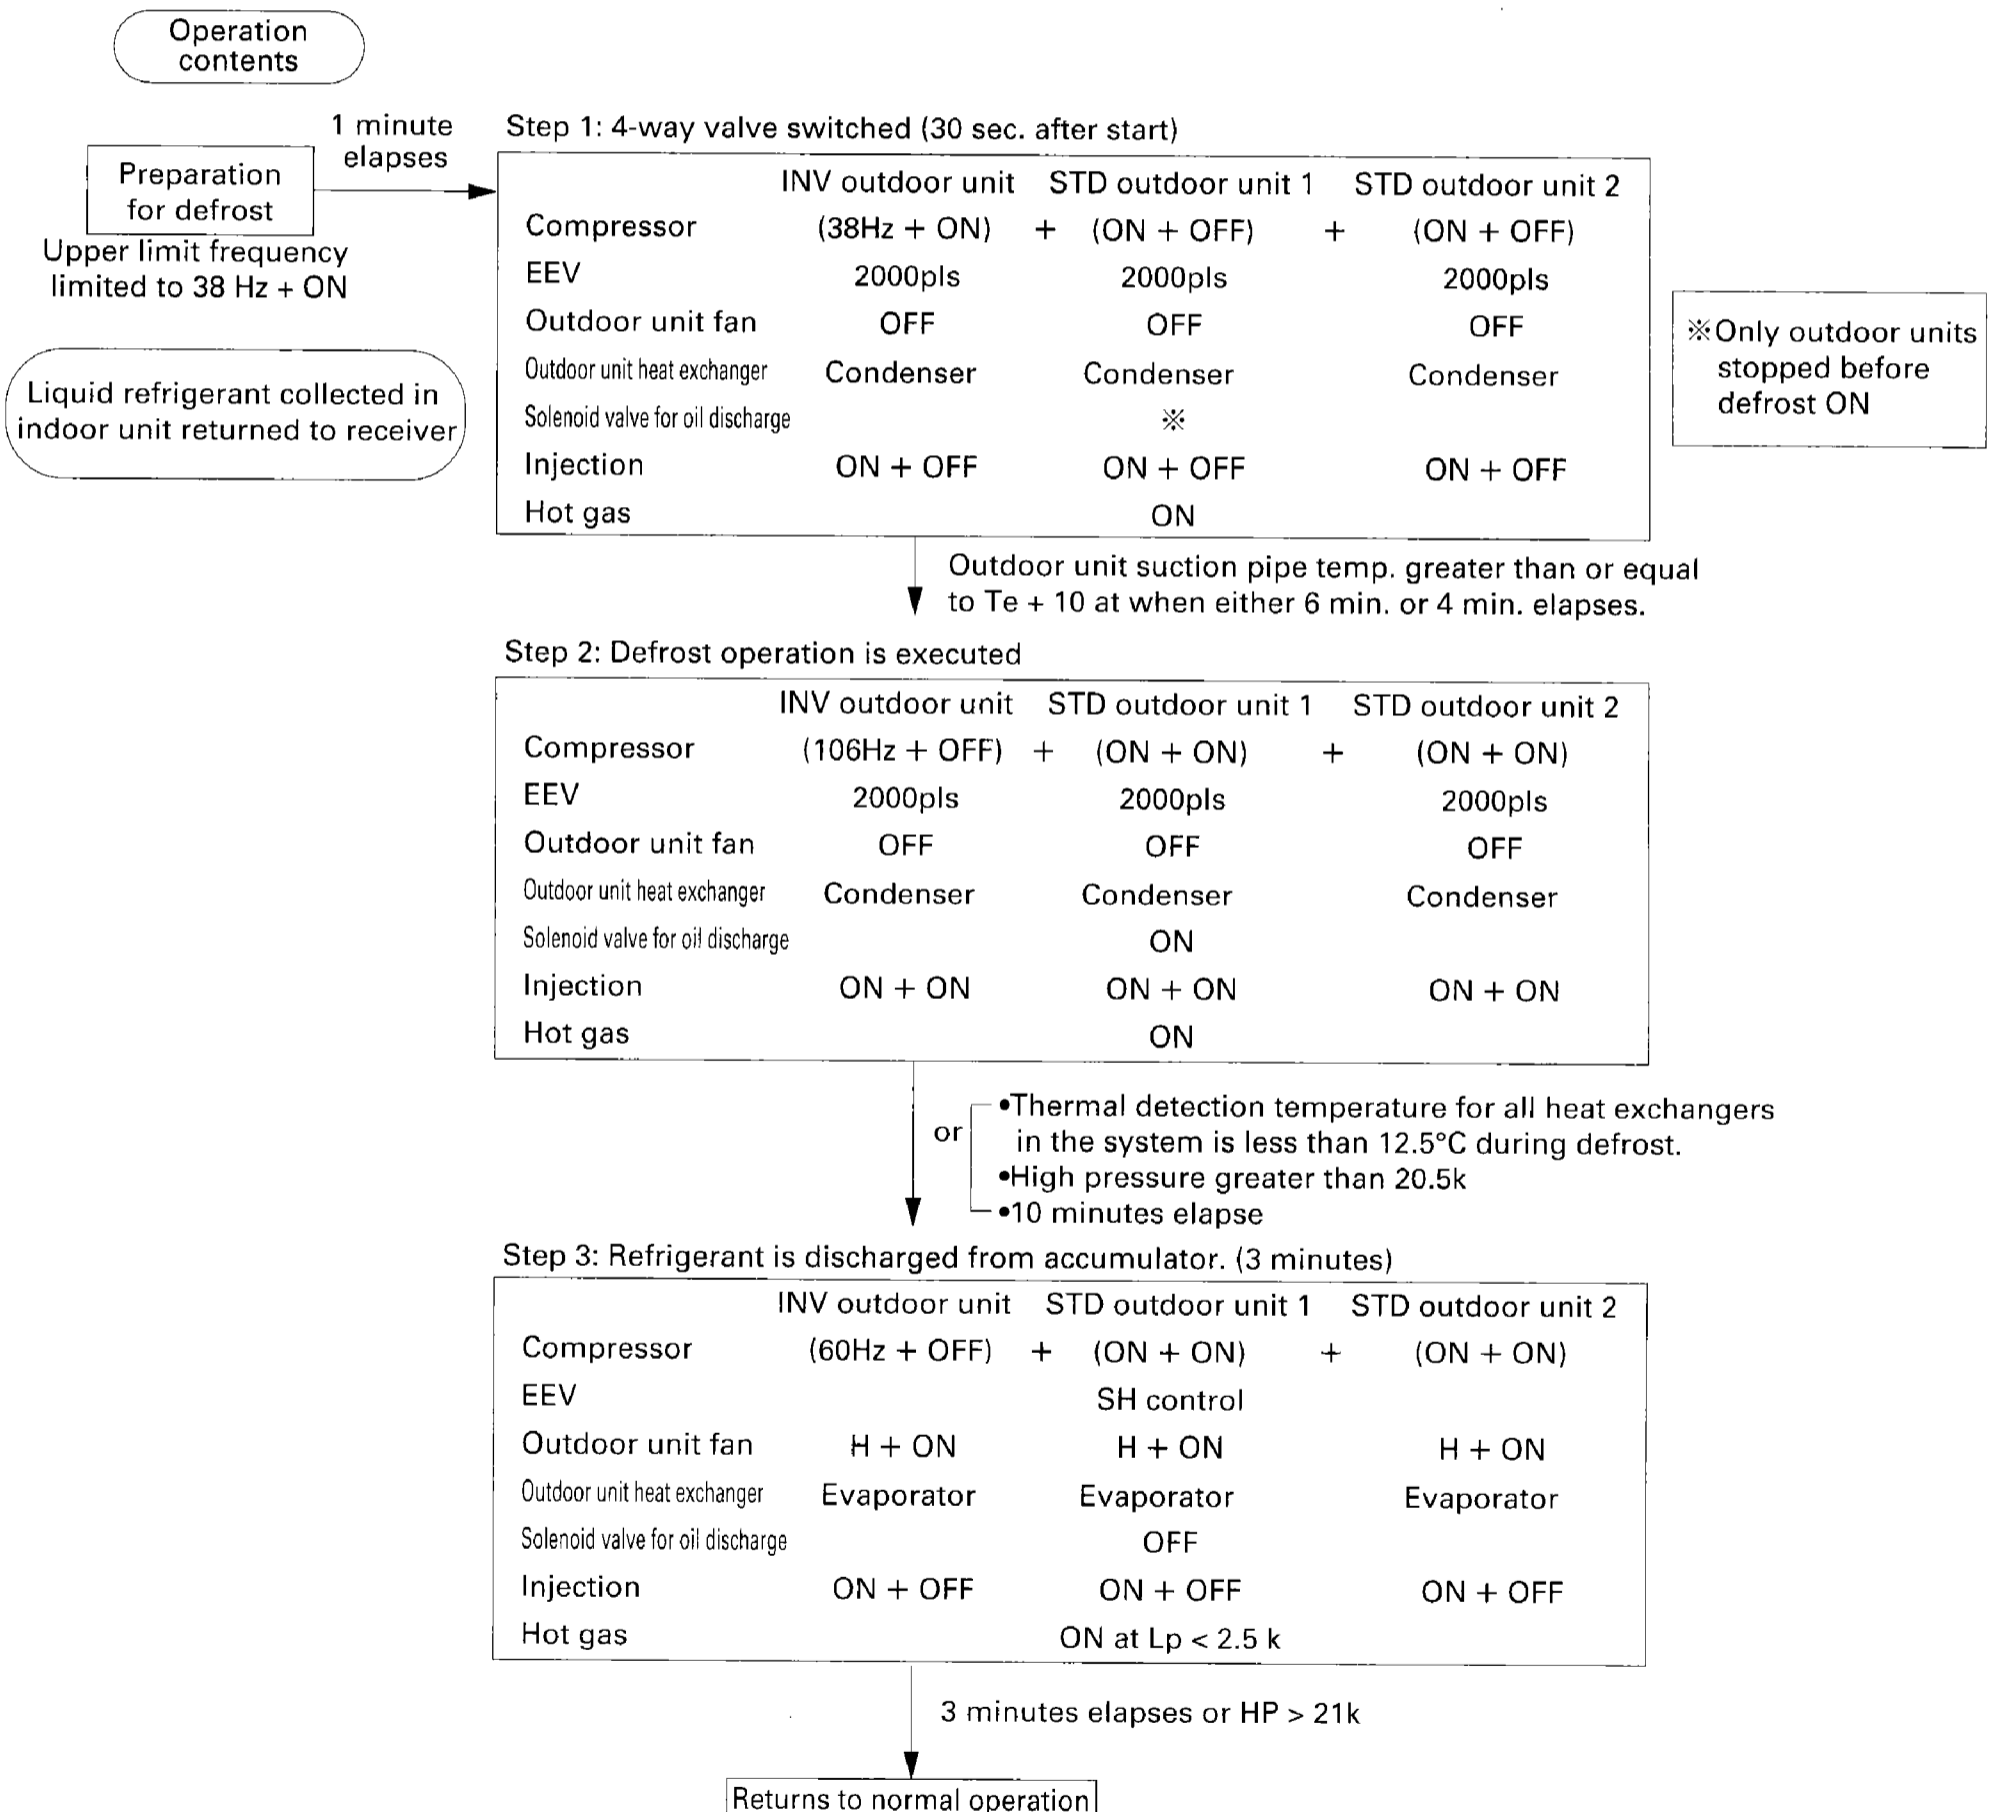 Operation
contents
1 minute
elapses
Preparation
for defrost
Upper limit frequency
limited to 38 Hz + ON
Liquid refrigerant collected in
indoor unit returned to receiver
Step 1: 4-way valve switched (30 sec. after start)
INV outdoor unit STD outdoor unit 1 STD outdoor unit 2
Compressor (38Hz + ON) + (ON + OFF) + (ON + OFF)
EEV 2000pls 2000pls 2000pls
Outdoor unit fan OFF OFF OFF
Outdoor unit heat exchanger Condenser Condenser Condenser
Solenoid valve for oil discharge ※
Injection ON + OFF ON + OFF ON + OFF
Hot gas ON
※Only outdoor units
stopped before
defrost ON
Outdoor unit suction pipe temp. greater than or equal
to Te + 10 at when either 6 min. or 4 min. elapses.
Step 2: Defrost operation is executed
INV outdoor unit STD outdoor unit 1 STD outdoor unit 2
Compressor (106Hz + OFF) + (ON + ON) + (ON + ON)
EEV 2000pls 2000pls 2000pls
Outdoor unit fan OFF OFF OFF
Outdoor unit heat exchanger Condenser Condenser Condenser
Solenoid valve for oil discharge ON
Injection ON + ON ON + ON ON + ON
Hot gas ON
or
•Thermal detection temperature for all heat exchangers
in the system is less than 12.5°C during defrost.
•High pressure greater than 20.5k
•10 minutes elapse
Step 3: Refrigerant is discharged from accumulator. (3 minutes)
INV outdoor unit STD outdoor unit 1 STD outdoor unit 2
Compressor (60Hz + OFF) + (ON + ON) + (ON + ON)
EEV SH control
Outdoor unit fan H + ON H + ON H + ON
Outdoor unit heat exchanger Evaporator Evaporator Evaporator
Solenoid valve for oil discharge OFF
Injection ON + OFF ON + OFF ON + OFF
Hot gas ON at Lp < 2.5 k
3 minutes elapses or HP > 21k
Returns to normal operation